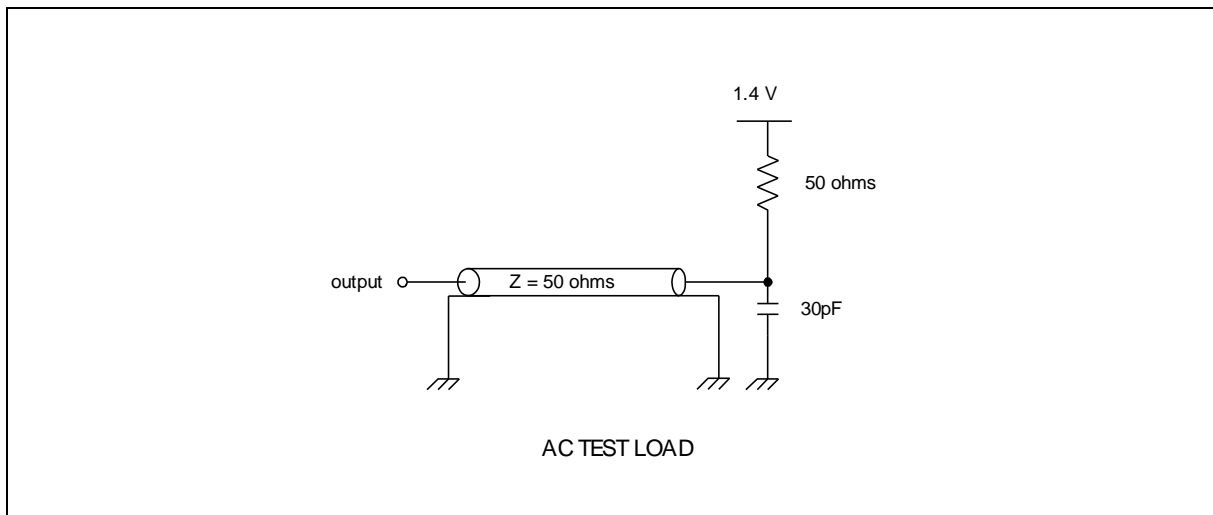 1.4 V
50 ohms
output
Z = 50 ohms
30pF
AC TEST LOAD